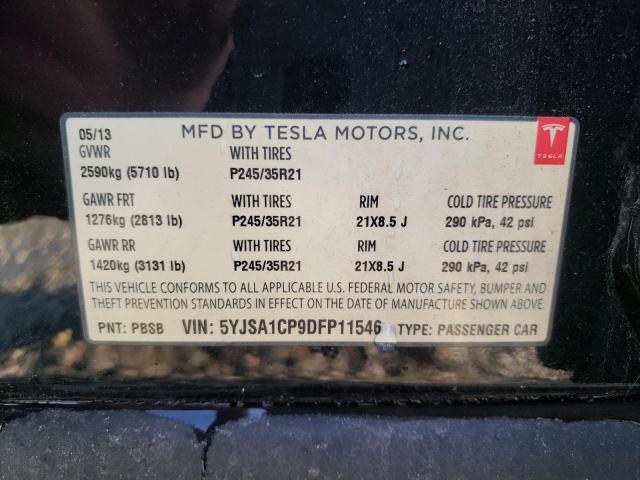 05/13 MFD BY TESLA MOTORS, INC.
TESLA
GVWR WITH TIRES
2590kg (5710 lb) P245/35R21
GAWR FRT WITH TIRES RIM COLD TIRE PRESSURE
1276kg (2813 lb) P245/35R21 21X8.5 J 290 kPa, 42 psi
GAWR RR WITH TIRES RIM COLD TIRE PRESSURE
1420kg (3131 lb) P245/35R21 21X8.5 J 290 kPa, 42 psi
THIS VEHICLE CONFORMS TO ALL APPLICABLE U.S. FEDERAL MOTOR SAFETY, BUMPER AND
THEFT PREVENTION STANDARDS IN EFFECT ON THE DATE OF MANUFACTURE SHOWN ABOVE.
PNT: PBSB VIN: 5YJSA1CP9DFP11546 TYPE: PASSENGER CAR